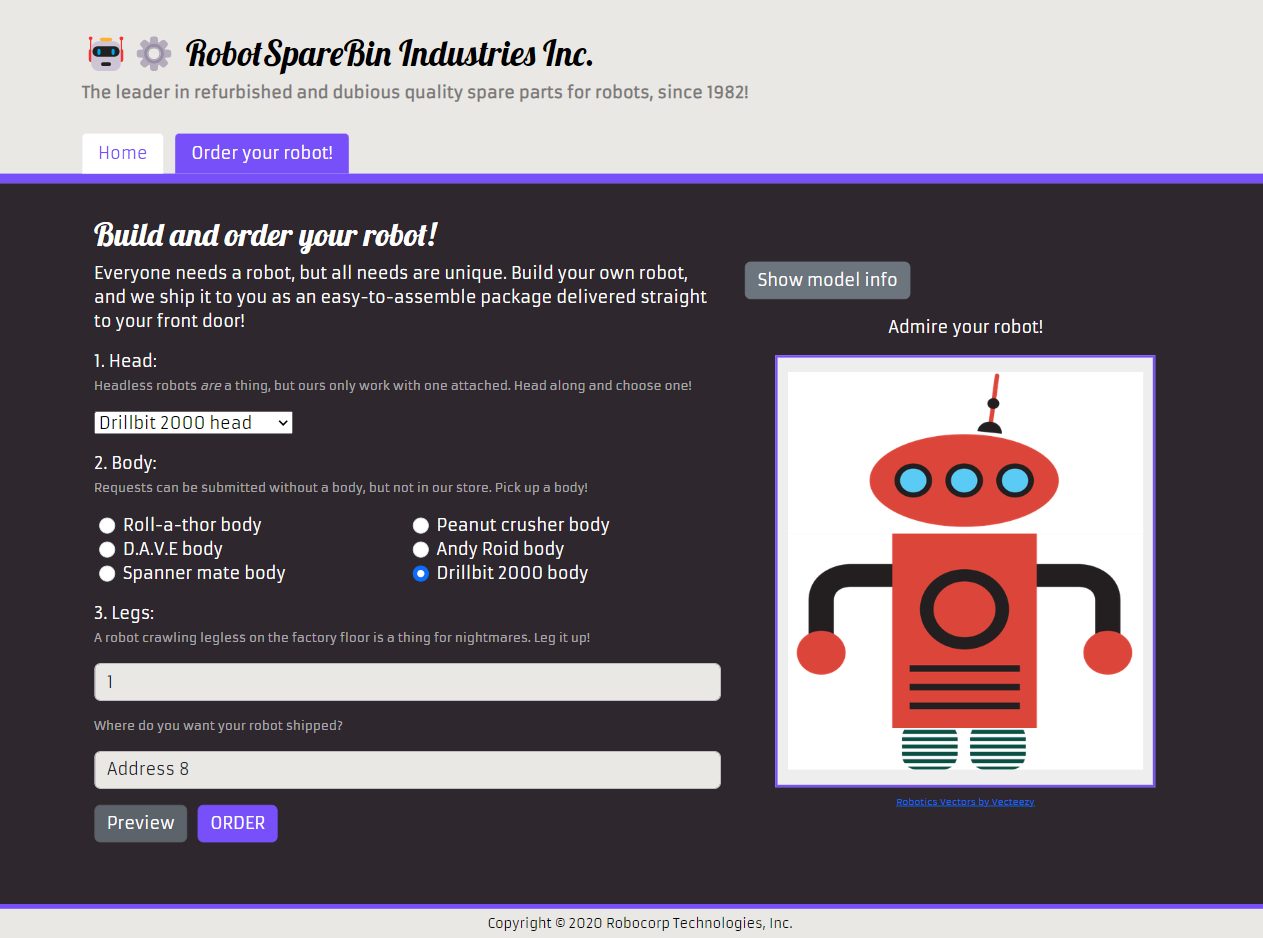 RobotSpareBin Industries Inc.
The leader in refurbished and dubious quality spare parts for robots, since 1982!
Home
Order your robot!
Build and order your robot!
Everyone needs a robot, but all needs are unique. Build your own robot,
and we ship it to you as an easy-to-assemble package delivered straight
to your front door!
1. Head:
Headless robots are a thing, but ours only work with one attached. Head along and choose one!
Drillbit 2000 head
2. Body:
Requests can be submitted without a body, but not in our store. Pick up a body!
Roll-a-thor body
Peanut crusher body
D.A.V.E body
Andy Roid body
Spanner mate body
Drillbit 2000 body
3. Legs:
A robot crawling legless on the factory floor is a thing for nightmares. Leg it up!
1
Where do you want your robot shipped?
Address 8
Preview
ORDER
Show model info
Admire your robot!
Robotics Vectors by Vecteezy
Copyright © 2020 Robocorp Technologies, Inc.